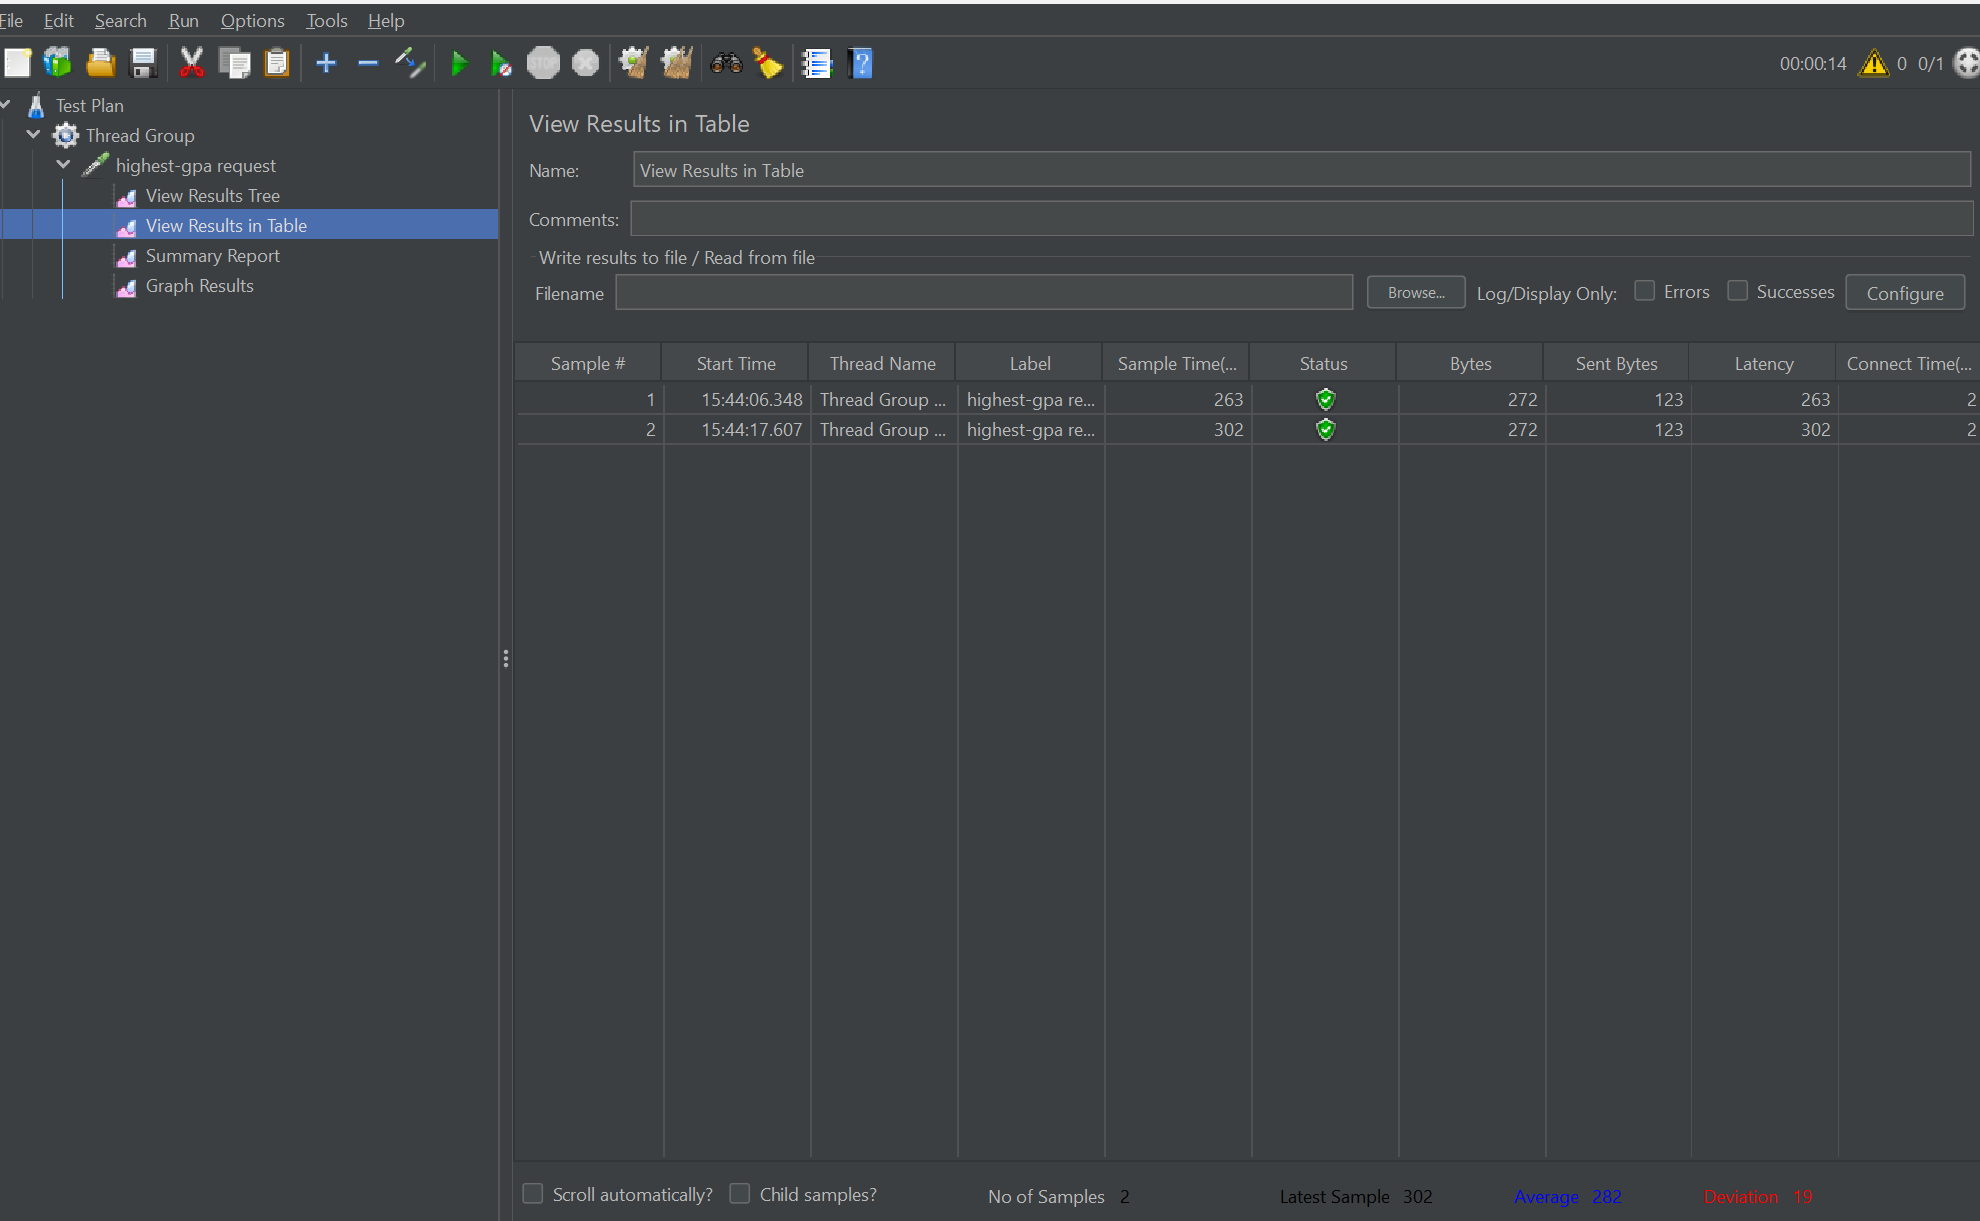 File Edit Search Run Options Tools Help
STOP ? 00:00:14 0 0/1
Test Plan
Thread Group
highest-gpa request
View Results Tree
View Results in Table
Summary Report
Graph Results
View Results in Table
Name: View Results in Table
Comments:
Write results to file / Read from file
Filename Browse... Log/Display Only: Errors Successes Configure
Sample # Start Time Thread Name Label Sample Time(... Status Bytes Sent Bytes Latency Connect Time(...
1 15:44:06.348 Thread Group ... highest-gpa re... 263 272 123 263 2
2 15:44:17.607 Thread Group ... highest-gpa re... 302 272 123 302 2
Scroll automatically? Child samples? No of Samples 2 Latest Sample 302 Average 282 Deviation 19